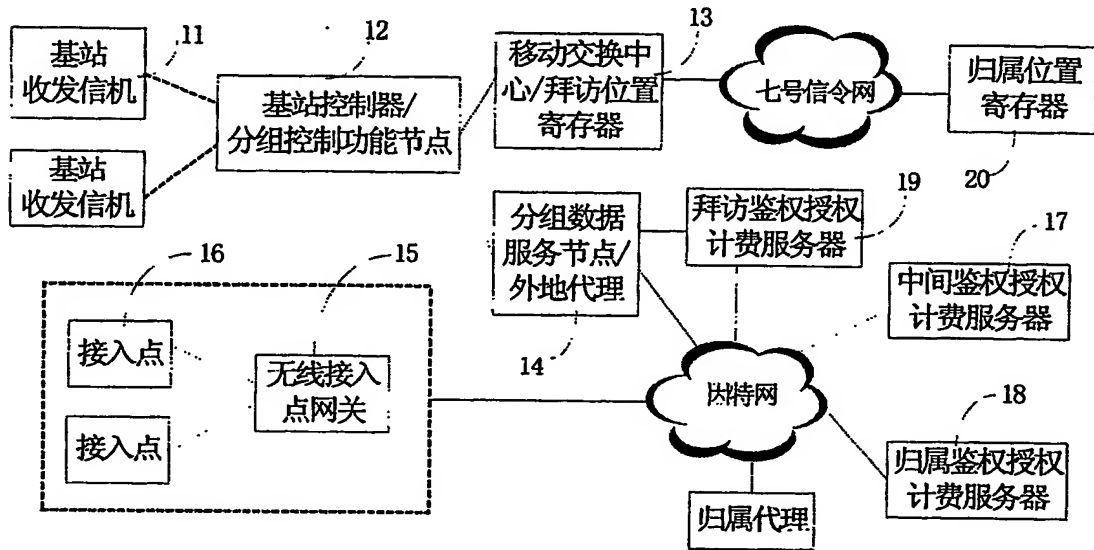 基站
收发信机
11
12
基站控制器/
分组控制功能节点
移动交换中
心/拜访位置
寄存器
13
七号信令网
归属位置
寄存器
20
基站
收发信机
分组数据
服务节点/
外地代理
14
拜访鉴权授权
计费服务器
19
中间鉴权授权
计费服务器
17
16
15
接入点
无线接入
点网关
接入点
因特网
18
归属鉴权授权
计费服务器
归属代理